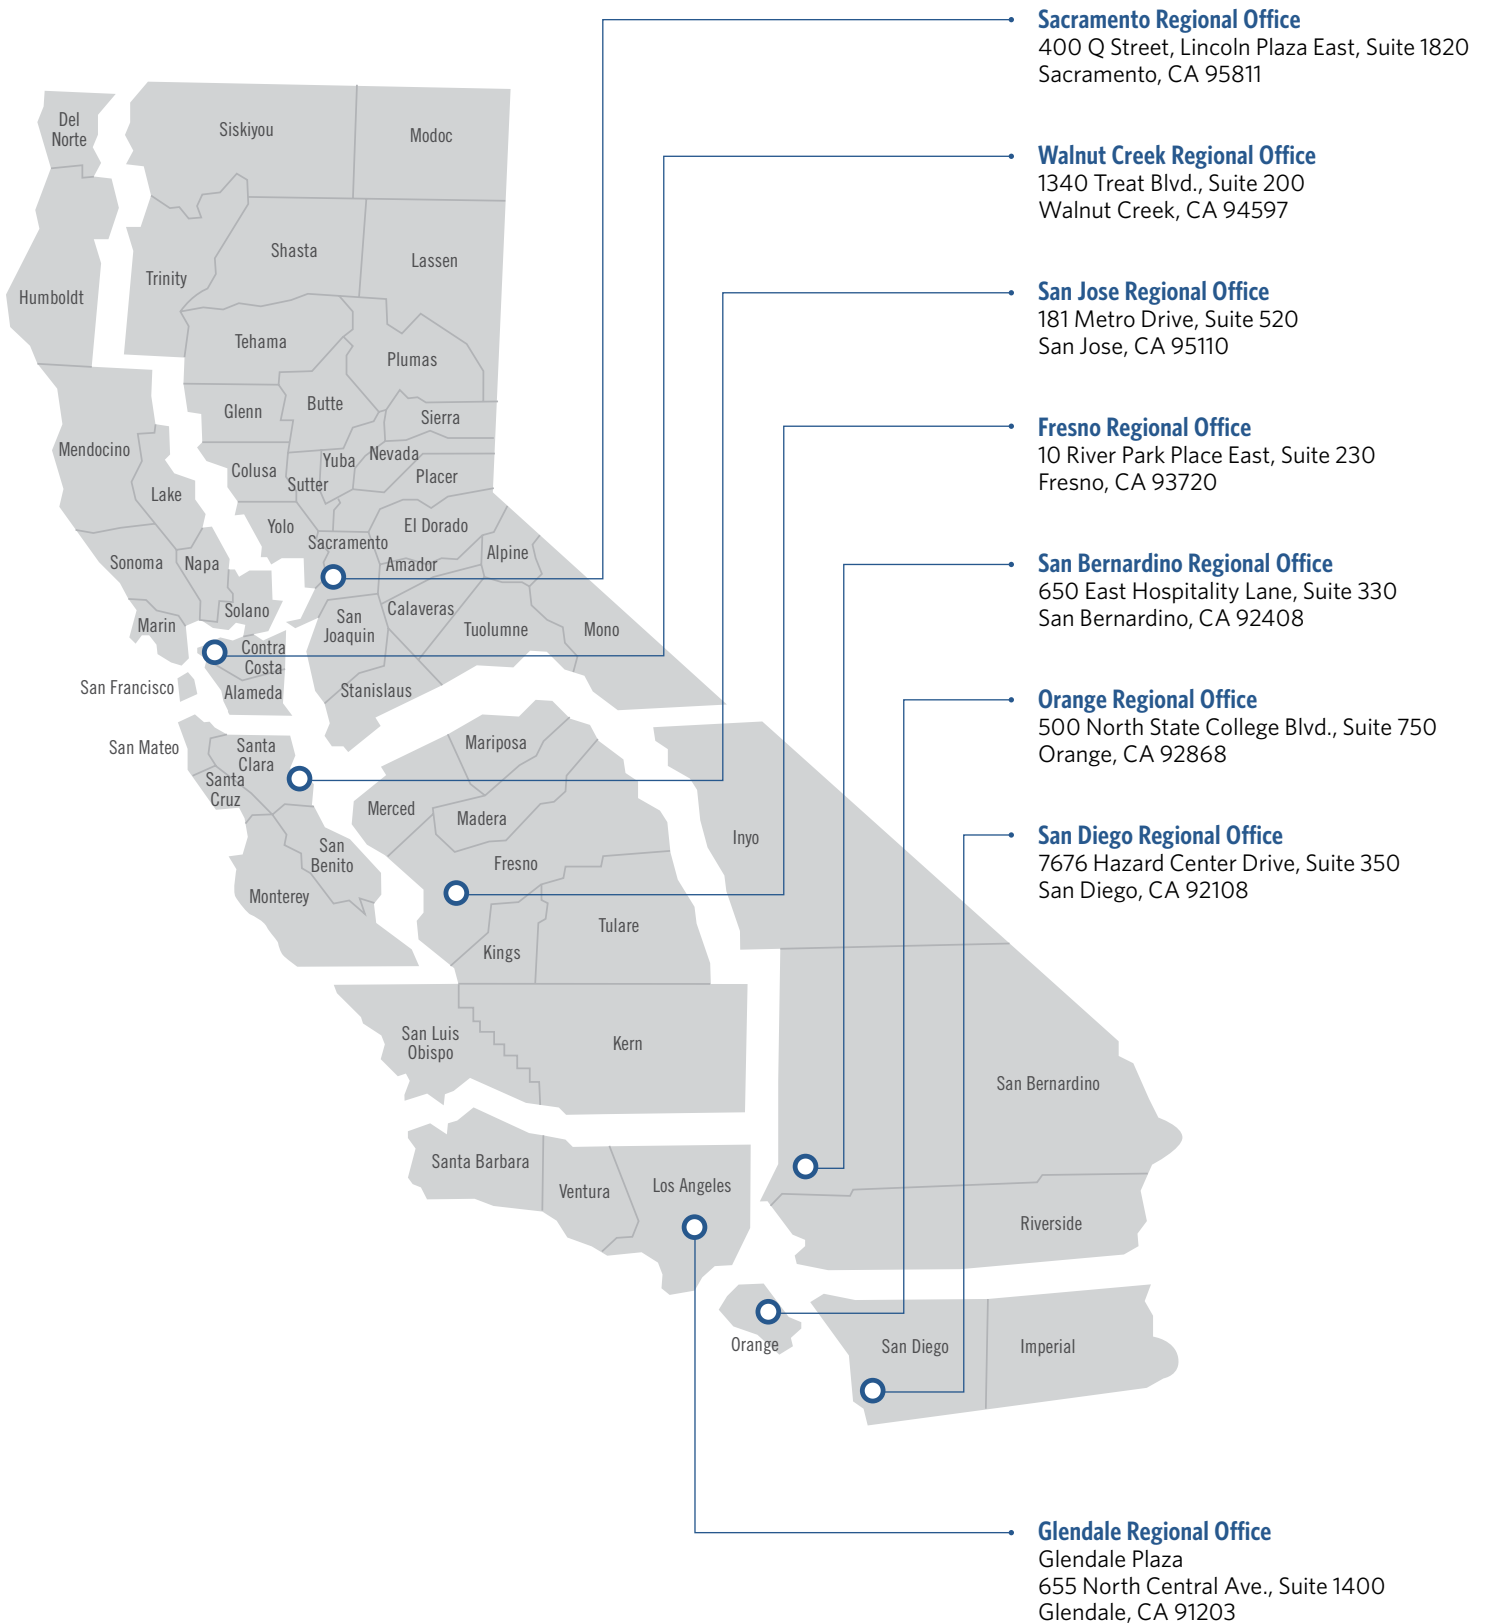 Sacramento Regional Office
400 Q Street, Lincoln Plaza East, Suite 1820
Sacramento, CA 95811
Walnut Creek Regional Office
1340 Treat Blvd., Suite 200
Walnut Creek, CA 94597
San Jose Regional Office
181 Metro Drive, Suite 520
San Jose, CA 95110
Fresno Regional Office
10 River Park Place East, Suite 230
Fresno, CA 93720
San Bernardino Regional Office
650 East Hospitality Lane, Suite 330
San Bernardino, CA 92408
Orange Regional Office
500 North State College Blvd., Suite 750
Orange, CA 92868
San Diego Regional Office
7676 Hazard Center Drive, Suite 350
San Diego, CA 92108
Glendale Regional Office
Glendale Plaza
655 North Central Ave., Suite 1400
Glendale, CA 91203
Del
Norte
Siskiyou
Modoc
Humboldt
Trinity
Shasta
Lassen
Tehama
Plumas
Glenn
Butte
Sierra
Mendocino
Lake
Colusa
Sutter
Yuba
Nevada
Placer
Yolo
El Dorado
Sacramento
Amador
Alpine
Sonoma
Napa
Solano
Marin
San
Joaquin
Calaveras
Tuolumne
Mono
Contra
Costa
San Francisco
Alameda
Stanislaus
San Mateo
Santa
Clara
Santa
Cruz
Mariposa
Merced
Madera
Inyo
San
Benito
Fresno
Monterey
Tulare
Kings
San Luis
Obispo
Kern
San Bernardino
Santa Barbara
Ventura
Los Angeles
Riverside
Orange
San Diego
Imperial